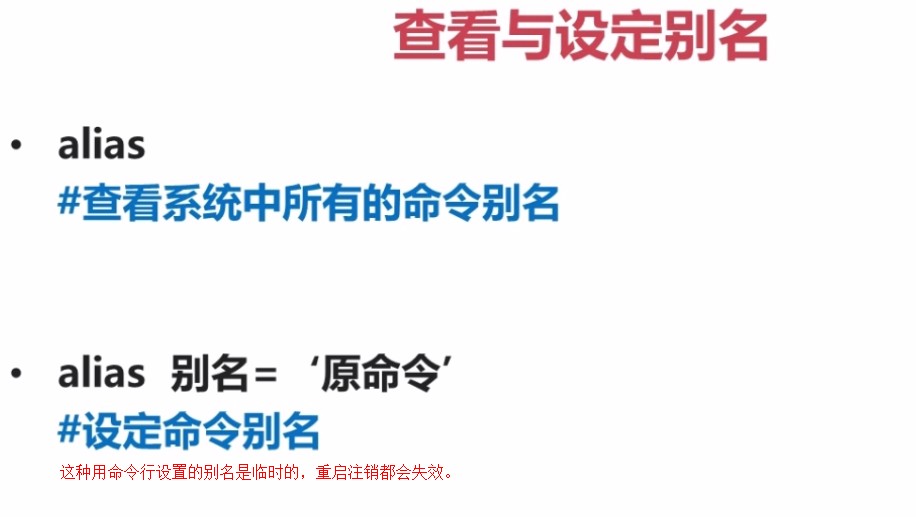 查看与设定别名
• alias
#查看系统中所有的命令别名
• alias 别名= ‘原命令’
#设定命令别名
这种用命令行设置的别名是临时的，重启注销都会失效。